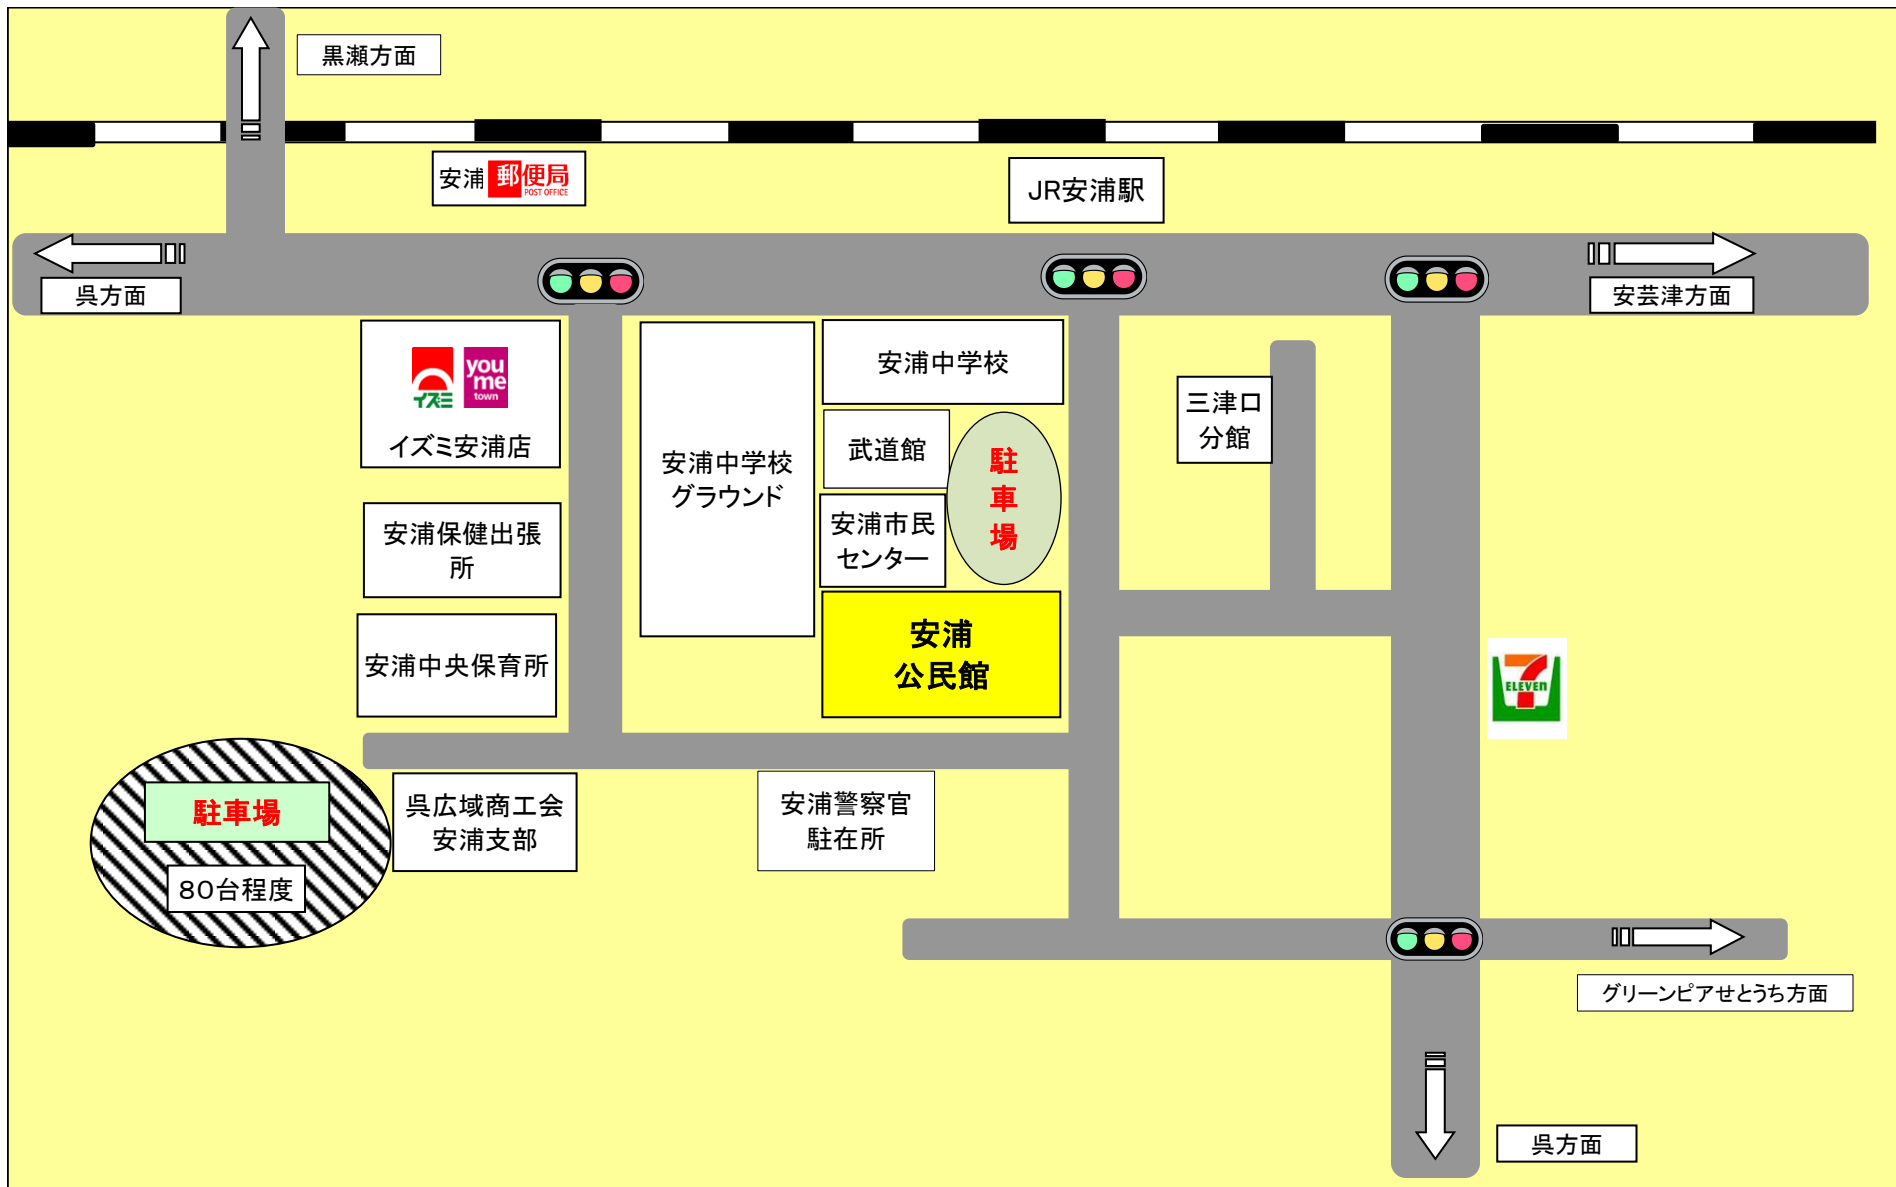 黒瀬方面
安浦 郵便局
POST OFFICE
JR安浦駅
呉方面
安芸津方面
イズミ
you
me
town
イズミ安浦店
安浦中学校
グラウンド
安浦中学校
武道館
駐
車
場
安浦市民
センター
三津口
分館
安浦保健出張
所
安浦中央保育所
安浦
公民館
7
ELEVEn
駐車場
80台程度
呉広域商工会
安浦支部
安浦警察官
駐在所
グリーンピアせとうち方面
呉方面